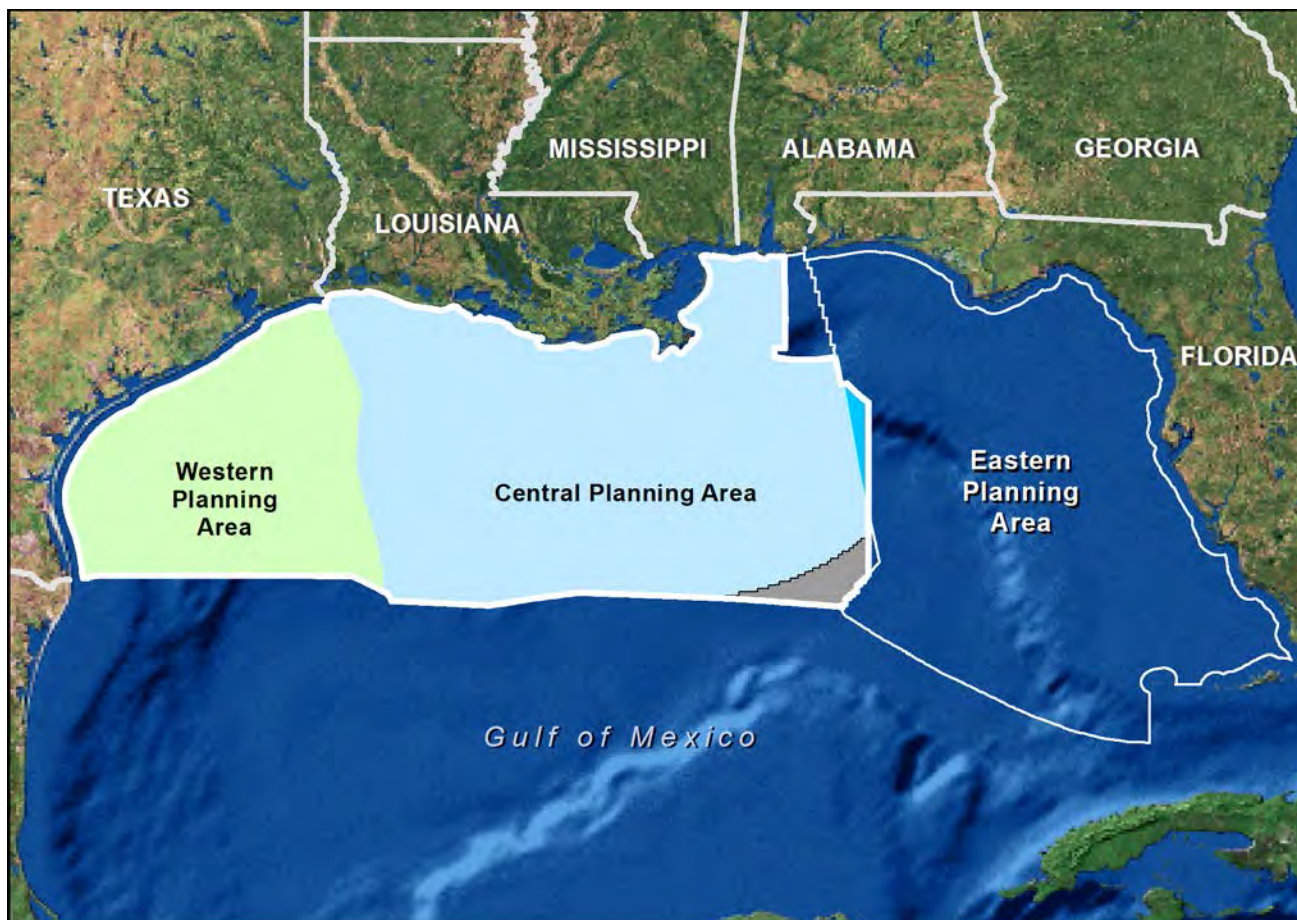 MISSISSIPPI
ALABAMA
GEORGIA
TEXAS
LOUISIANA
FLORIDA
Western
Planning
Area
Central Planning Area
Eastern
Planning
Area
Gulf of Mexico